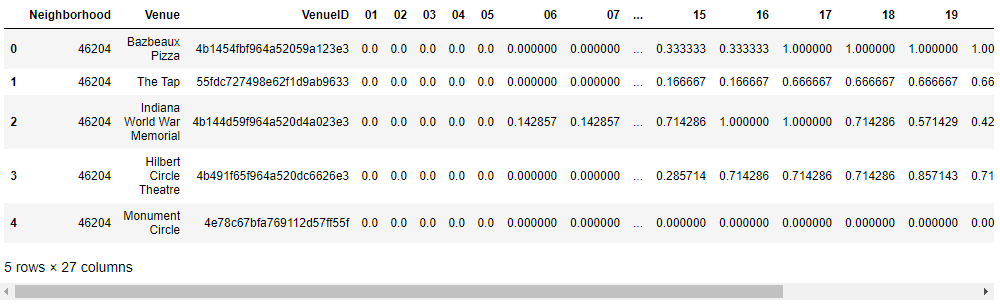 Neighborhood Venue VenueID 01 02 03 04 05 06 07 ... 15 16 17 18 19
0 46204 Bazbeaux Pizza 4b1454fbf964a52059a123e3 0.0 0.0 0.0 0.0 0.0 0.000000 0.000000 ... 0.333333 0.333333 1.000000 1.000000 1.000000 1.00
1 46204 The Tap 55fdc727498e62f1d9ab9633 0.0 0.0 0.0 0.0 0.0 0.000000 0.000000 ... 0.166667 0.166667 0.666667 0.666667 0.666667 0.66
2 46204 Indiana World War Memorial 4b144d59f964a520d4a023e3 0.0 0.0 0.0 0.0 0.0 0.142857 0.142857 ... 0.714286 1.000000 1.000000 0.714286 0.571429 0.42
3 46204 Hilbert Circle Theatre 4b491f65f964a520dc6626e3 0.0 0.0 0.0 0.0 0.0 0.000000 0.000000 ... 0.285714 0.714286 0.714286 0.714286 0.857143 0.71
4 46204 Monument Circle 4e78c67bfa769112d57ff55f 0.0 0.0 0.0 0.0 0.0 0.000000 0.000000 ... 0.000000 0.000000 0.000000 0.000000 0.000000 0.00
5 rows × 27 columns